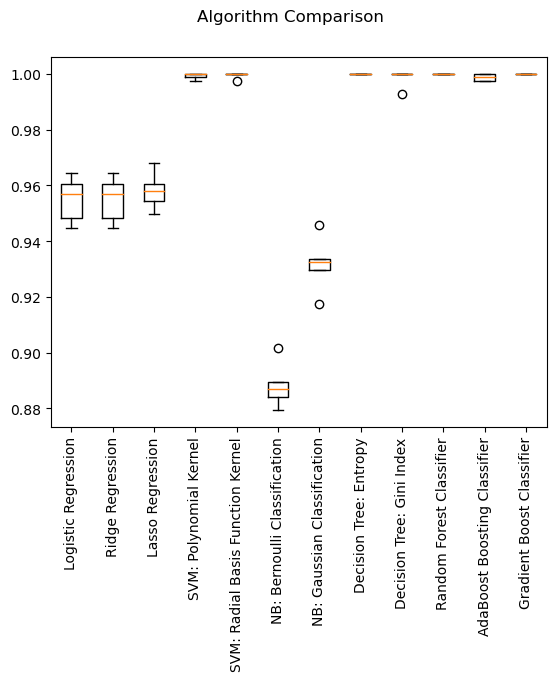 Algorithm Comparison
1.00
0.98
0.96
0.94
0.92
0.90
0.88
Logistic Regression
Ridge Regression
Lasso Regression
SVM: Polynomial Kernel
SVM: Radial Basis Function Kernel
NB: Bernoulli Classification
NB: Gaussian Classification
Decision Tree: Entropy
Decision Tree: Gini Index
Random Forest Classifier
AdaBoost Boosting Classifier
Gradient Boost Classifier